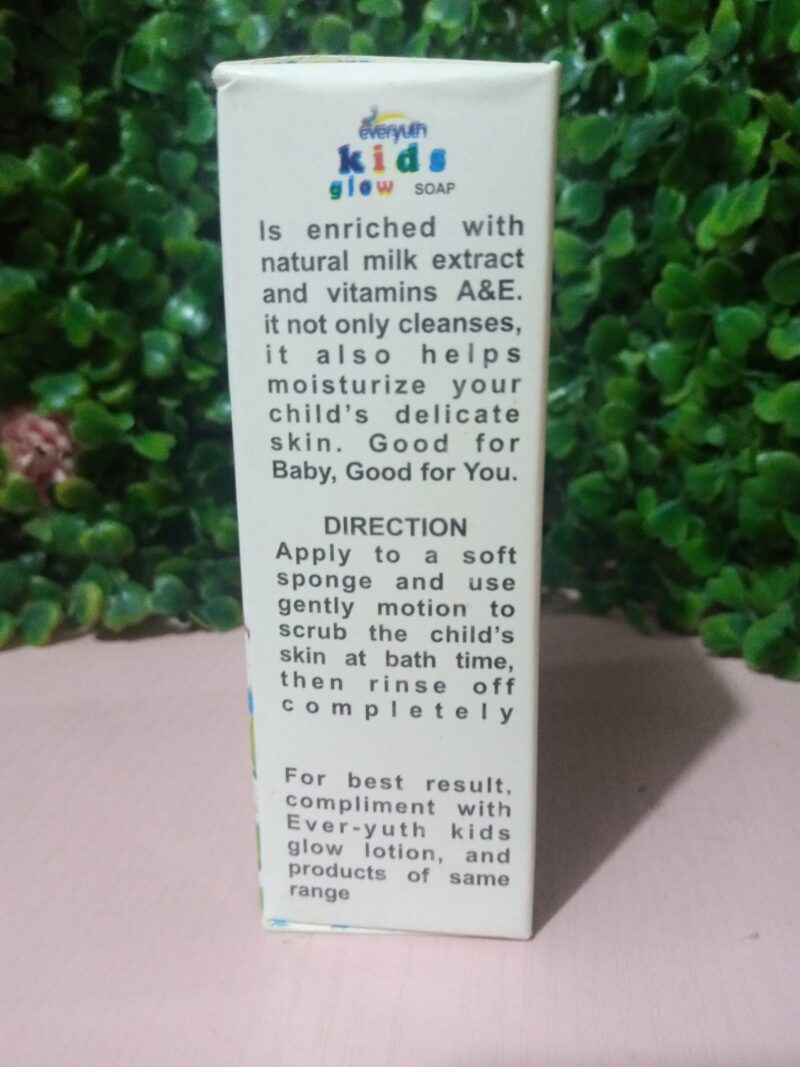 everyuth
kids
glow SOAP
Is enriched with
natural milk extract
and vitamins A&E.
it not only cleanses,
it also helps
moisturize your
child's delicate
skin. Good for
Baby, Good for You.
DIRECTION
Apply to a soft
sponge and use
gently motion to
scrub the child's
skin at bath time,
then rinse off
completely
For best result,
compliment with
Ever-yuth kids
glow lotion, and
products of same
range